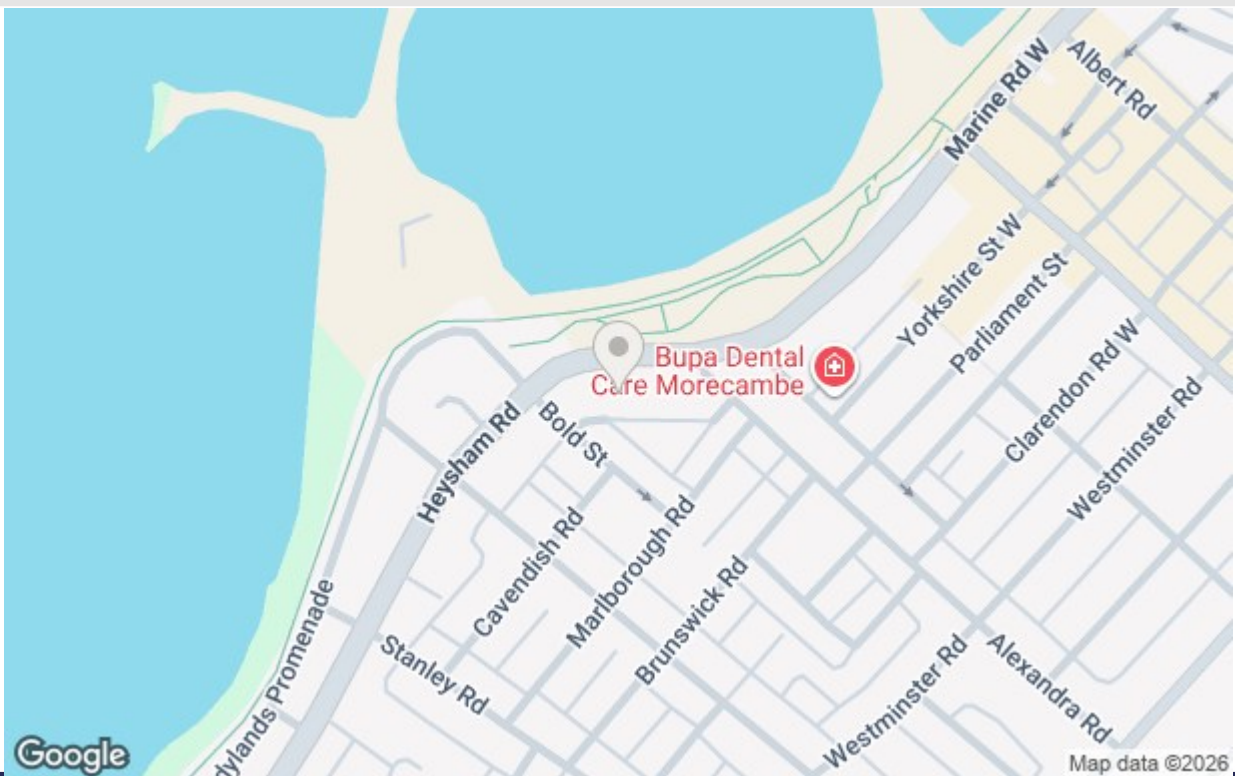 Marine Rd W
Albert Rd
Yorkshire St W
Parliament St
Bupa Dental
Care Morecambe
Clarendon Rd W
Westminster Rd
Heysham Rd
Bold St
Cavendish Rd
Marlborough Rd
Brunswick Rd
Stanley Rd
dylands Promenade
Westminster Rd
Alexandra Rd
Google
Map data ©2026